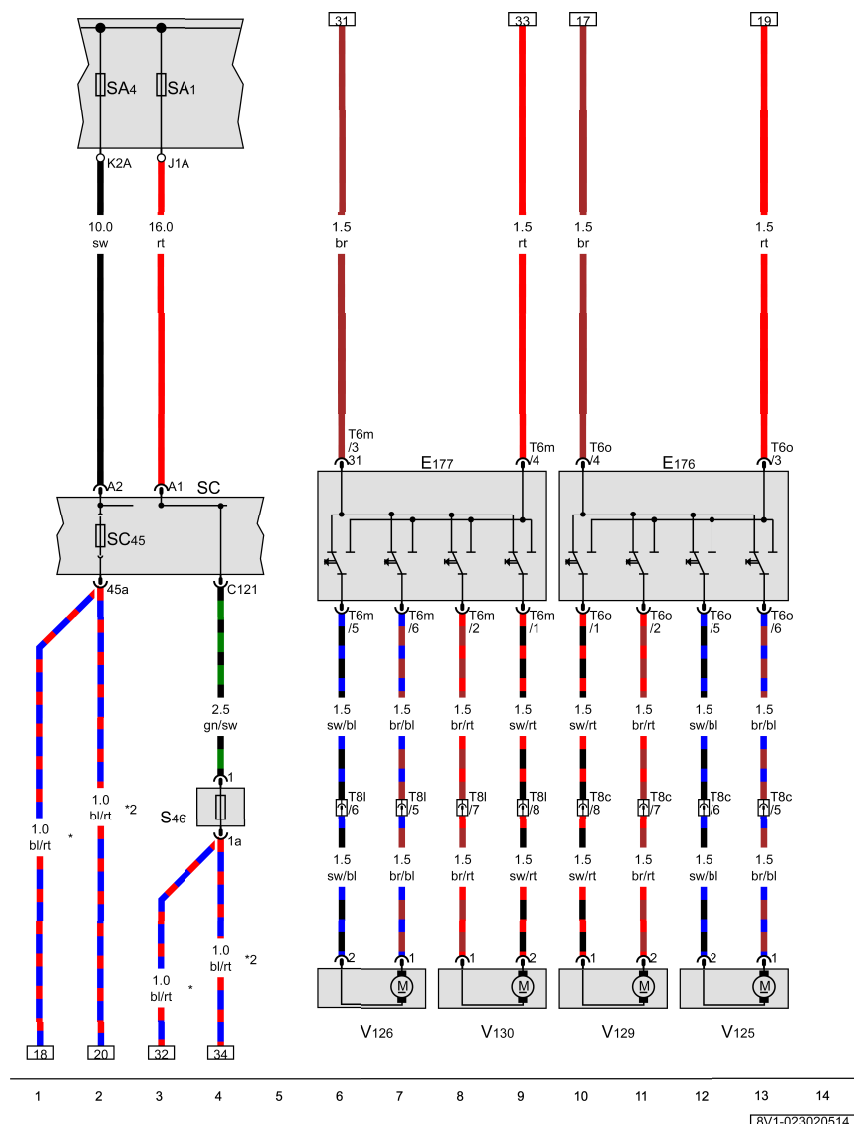 31 33 17 19
SA4 SA1
K2A J1A
10.0 16.0 1.5 1.5 1.5 1.5
sw rt br rt br rt
T6m T6m T6o T6o
/3 /4 /4 /3
31
A2 A1 SC E177 E176
SC45
45a C121
T6m T6m T6m T6m T6o T6o T6o T6o
/5 /6 /2 /1 /1 /2 /5 /6
2.5 1.5 1.5 1.5 1.5 1.5 1.5 1.5 1.5
gn/sw sw/bl br/bl br/rt sw/rt sw/rt br/rt sw/bl br/bl
1
T8l T8l T8l T8l T8c T8c T8c T8c
/6 /5 /7 /8 /8 /7 /6 /5
1.0 *2
bl/rt
S46
1.0 *
bl/rt
1a
1.5 1.5 1.5 1.5 1.5 1.5 1.5 1.5
sw/bl br/bl br/rt sw/rt sw/rt br/rt sw/bl br/bl
1.0 *2
bl/rt
1.0 *
bl/rt
2 1 1 2 1 2 2 1
M M M M
V126 V130 V129 V125
18 20 32 34
1 2 3 4 5 6 7 8 9 10 11 12 13 14
8V1-023020514